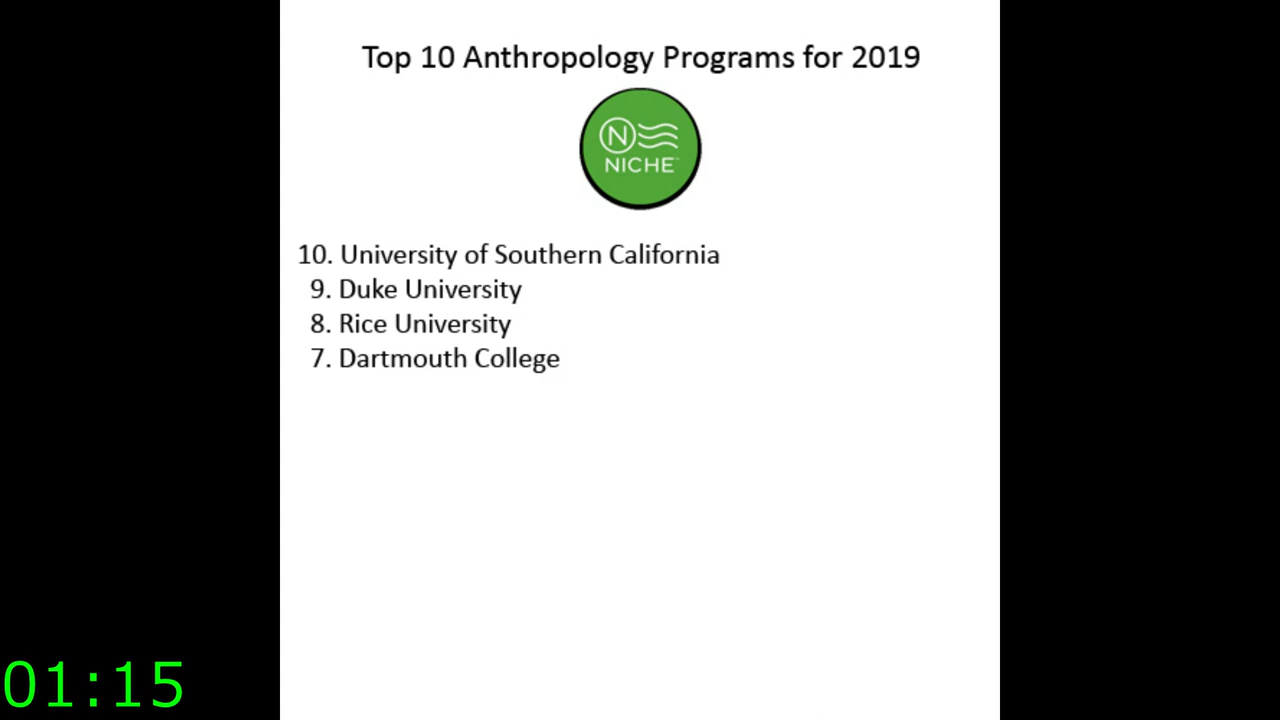 Top 10 Anthropology Programs for 2019
N
NICHE™
10. University of Southern California
9. Duke University
8. Rice University
7. Dartmouth College
01:15